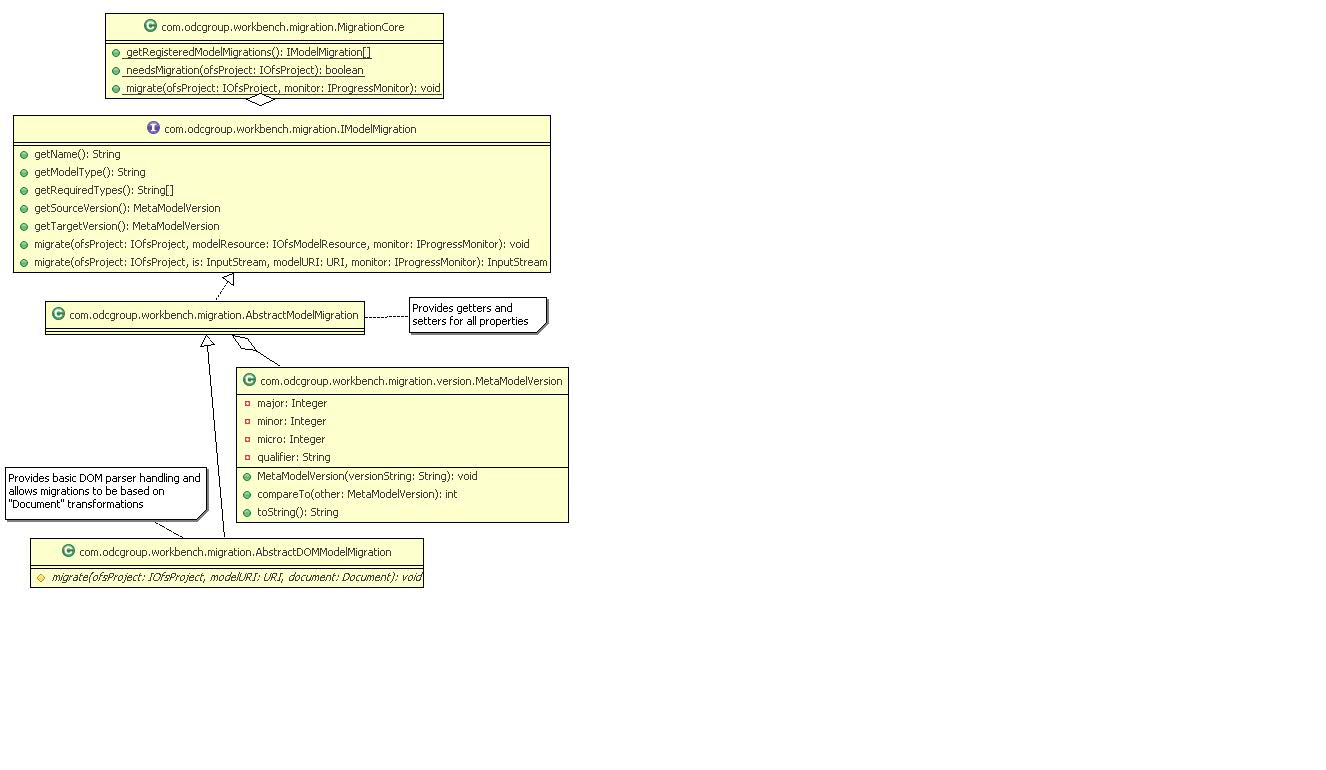 com.odcgroup.workbench.migration.MigrationCore
getRegisteredModelMigrations(): IModelMigration[]
needsMigration(ofsProject: IOfsProject): boolean
migrate(ofsProject: IOfsProject, monitor: IProgressMonitor): void
com.odcgroup.workbench.migration.IModelMigration
getName(): String
getModelType(): String
getRequiredTypes(): String[]
getSourceVersion(): MetaModelVersion
getTargetVersion(): MetaModelVersion
migrate(ofsProject: IOfsProject, modelResource: IOfsModelResource, monitor: IProgressMonitor): void
migrate(ofsProject: IOfsProject, is: InputStream, modelURI: URI, monitor: IProgressMonitor): InputStream
com.odcgroup.workbench.migration.AbstractModelMigration
Provides getters and
setters for all properties
com.odcgroup.workbench.migration.version.MetaModelVersion
major: Integer
minor: Integer
micro: Integer
qualifier: String
MetaModelVersion(versionString: String): void
compareTo(other: MetaModelVersion): int
toString(): String
Provides basic DOM parser handling and
allows migrations to be based on
"Document" transformations
com.odcgroup.workbench.migration.AbstractDOMModelMigration
migrate(ofsProject: IOfsProject, modelURI: URI, document: Document): void